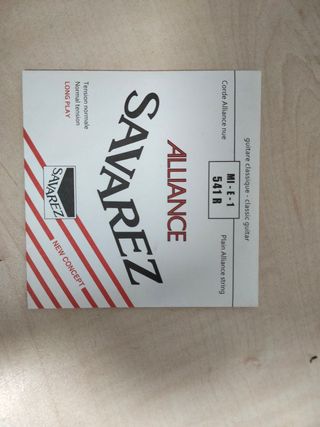 guitare classique - classic guitar
Corde Alliance nue
MI - E - 1
541 R
Plain Alliance string
ALLIANCE
SAVAREZ
Tension normale
Normal tension
LONG PLAY
SAVAREZ
NEW CONCEPT